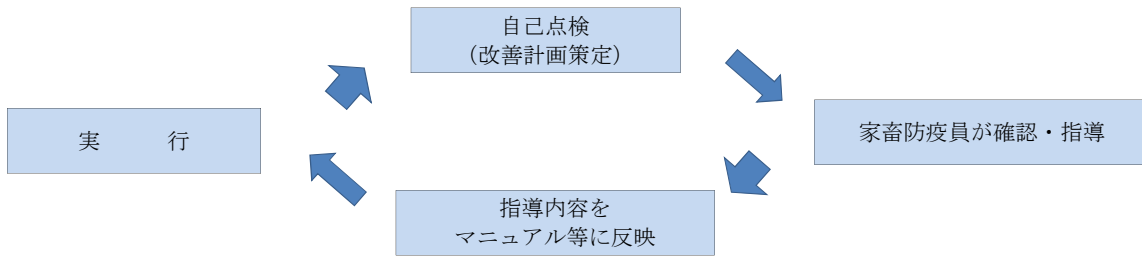 自己点検
（改善計画策定）
家畜防疫員が確認・指導
実　　　行
指導内容を
マニュアル等に反映